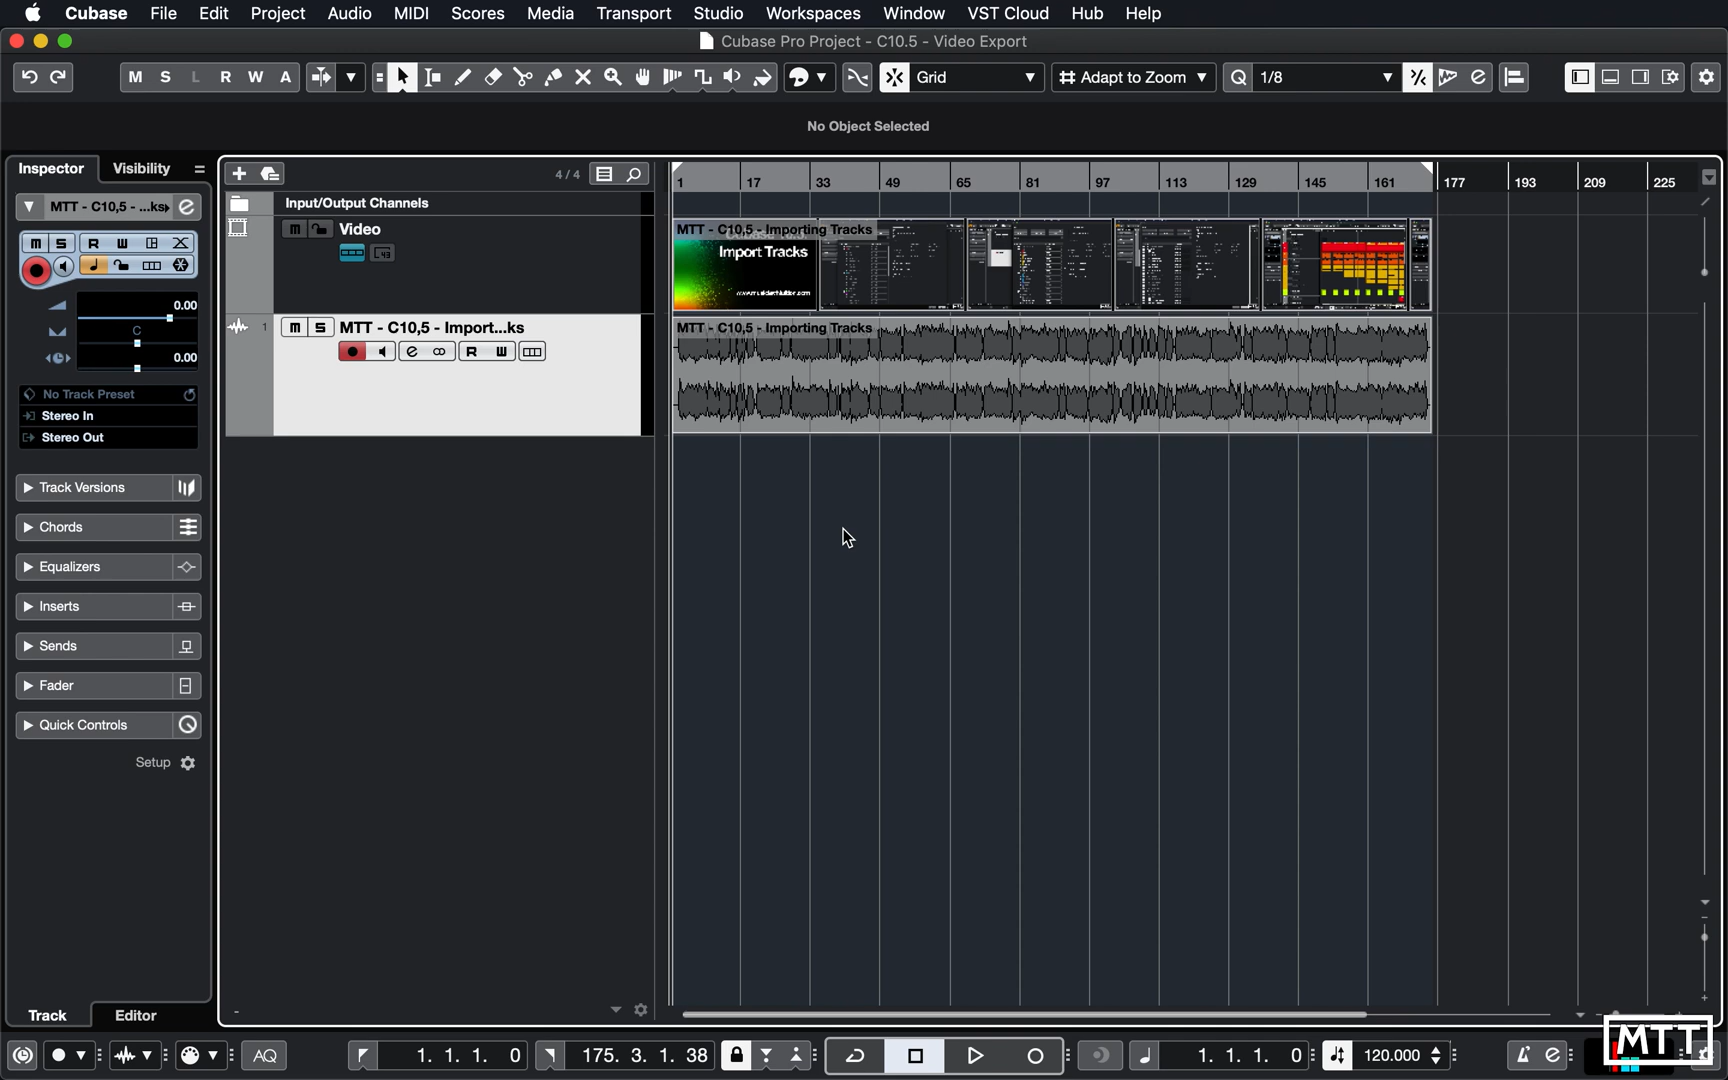 Cubase File Edit Project Audio MIDI Scores Media Transport Studio Workspaces Window VST Cloud Hub Help
Cubase Pro Project - C10.5 - Video Export
M S L R W A Grid Adapt to Zoom Q 1/8
No Object Selected
Inspector Visibility
4 / 4
1 17 33 49 65 81 97 113 129 145 161 177 193 209 225
MTT - C10,5 - ...ks
Input/Output Channels
m Video
MTT - C10,5 - Importing Tracks
Import Tracks
m S R W
0.00
C
0.00
1 m S MTT - C10,5 - Import...ks
R W
MTT - C10,5 - Importing Tracks
No Track Preset
Stereo In
Stereo Out
Track Versions
Chords
Equalizers
Inserts
Sends
Fader
Quick Controls
Setup
Track Editor
AQ 1. 1. 1. 0 175. 3. 1. 38 1. 1. 1. 0 120.000
MTT